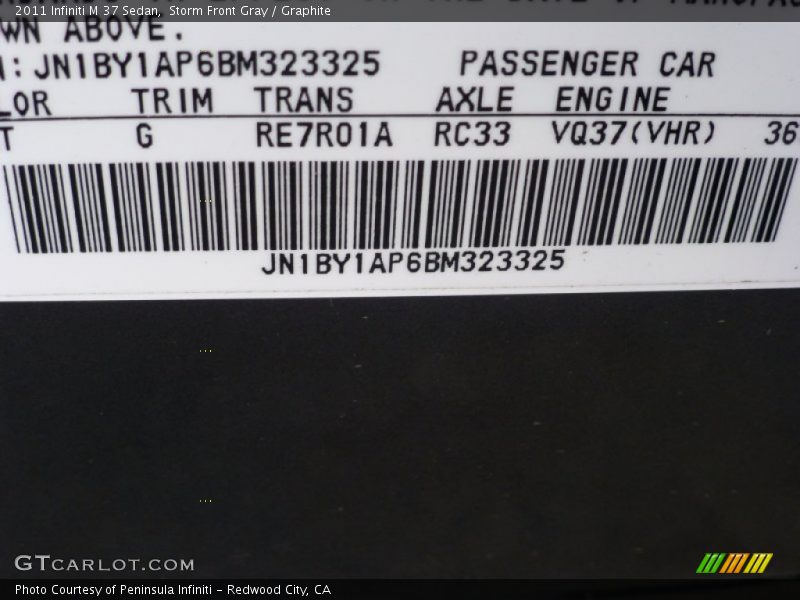 2011 Infiniti M 37 Sedan, Storm Front Gray / Graphite
WN ABOVE.
: JN1BY1AP6BM323325 PASSENGER CAR
LOR TRIM TRANS AXLE ENGINE
T G RE7R01A RC33 VQ37(VHR) 36
JN1BY1AP6BM323325
GTCARLOT.COM
Photo Courtesy of Peninsula Infiniti - Redwood City, CA